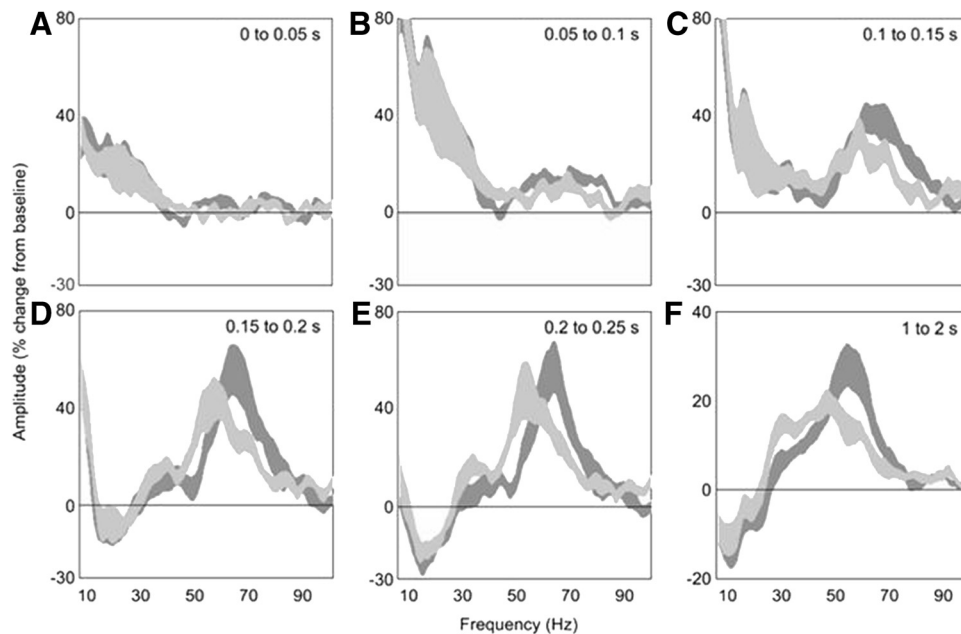 A
0 to 0.05 s
B
0.05 to 0.1 s
C
0.1 to 0.15 s
80
40
0
-30
80
40
0
-30
80
40
0
-30
D
0.15 to 0.2 s
E
0.2 to 0.25 s
F
1 to 2 s
80
40
0
-30
80
40
0
-30
40
20
0
-20
10 30 50 70 90
10 30 50 70 90
10 30 50 70 90
Amplitude (% change from baseline)
Frequency (Hz)